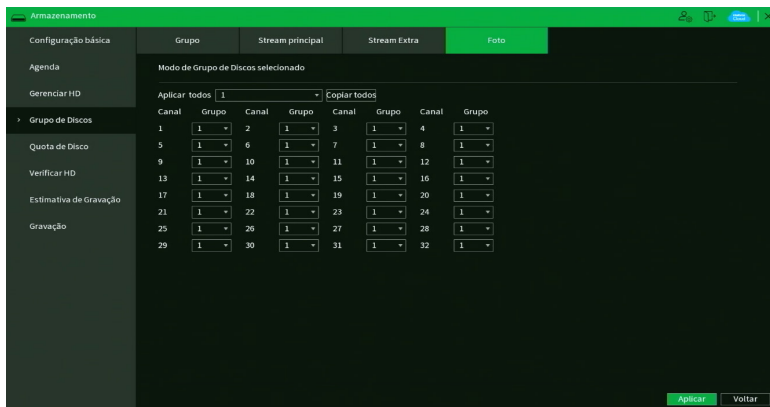 Armazenamento
Configuração básica
Agenda
Gerenciar HD
> Grupo de Discos
Quota de Disco
Verificar HD
Estimativa de Gravação
Gravação
Grupo Stream principal Stream Extra Foto
Modo de Grupo de Discos selecionado
Aplicar todos 1 Copiar todos
Canal Grupo Canal Grupo Canal Grupo Canal Grupo
1 1 2 1 3 1 4 1
5 1 6 1 7 1 8 1
9 1 10 1 11 1 12 1
13 1 14 1 15 1 16 1
17 1 18 1 19 1 20 1
21 1 22 1 23 1 24 1
25 1 26 1 27 1 28 1
29 1 30 1 31 1 32 1
Aplicar Voltar